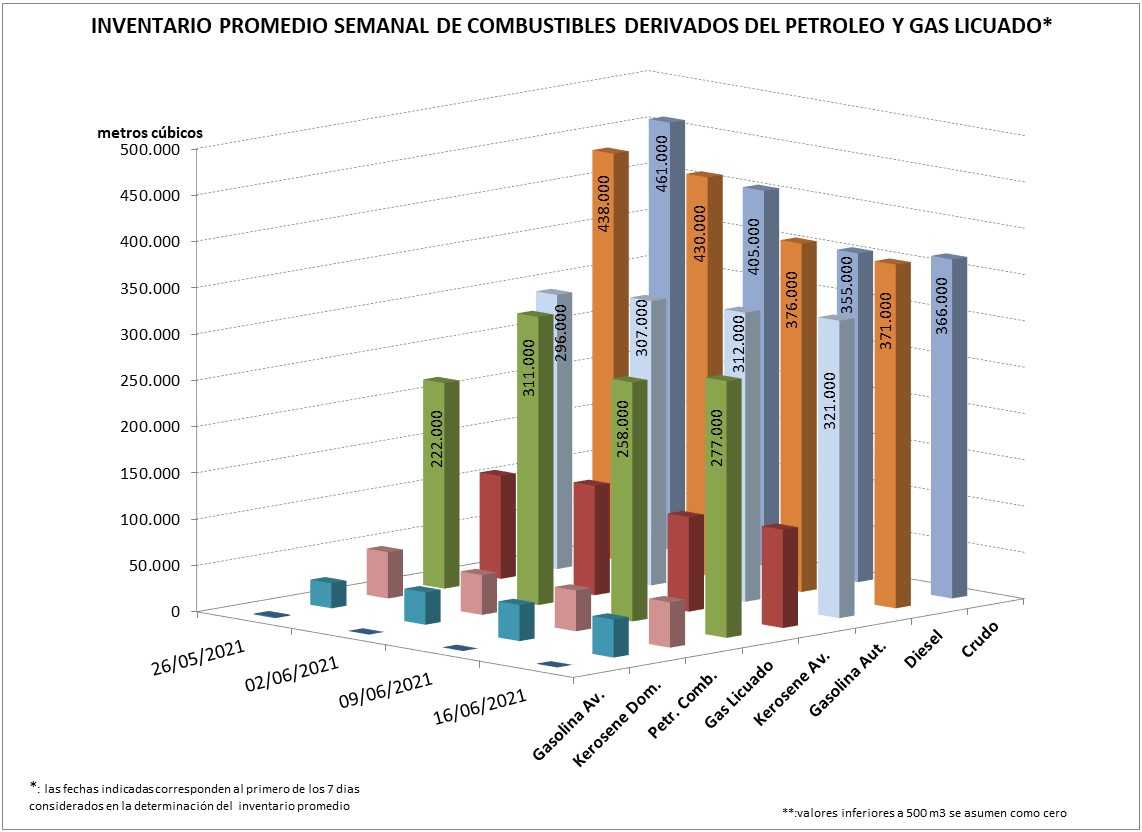 INVENTARIO PROMEDIO SEMANAL DE COMBUSTIBLES DERIVADOS DEL PETROLEO Y GAS LICUADO*
metros cúbicos
500.000
450.000
400.000
350.000
300.000
250.000
200.000
150.000
100.000
50.000
0
438.000
461.000
430.000
405.000
376.000
355.000
371.000
366.000
296.000
307.000
312.000
321.000
222.000
311.000
258.000
277.000
26/05/2021
02/06/2021
09/06/2021
16/06/2021
Gasolina Av.
Kerosene Dom.
Petr. Comb.
Gas Licuado
Kerosene Av.
Gasolina Aut.
Diesel
Crudo
*: las fechas indicadas corresponden al primero de los 7 dias
considerados en la determinación del inventario promedio
**:valores inferiores a 500 m3 se asumen como cero